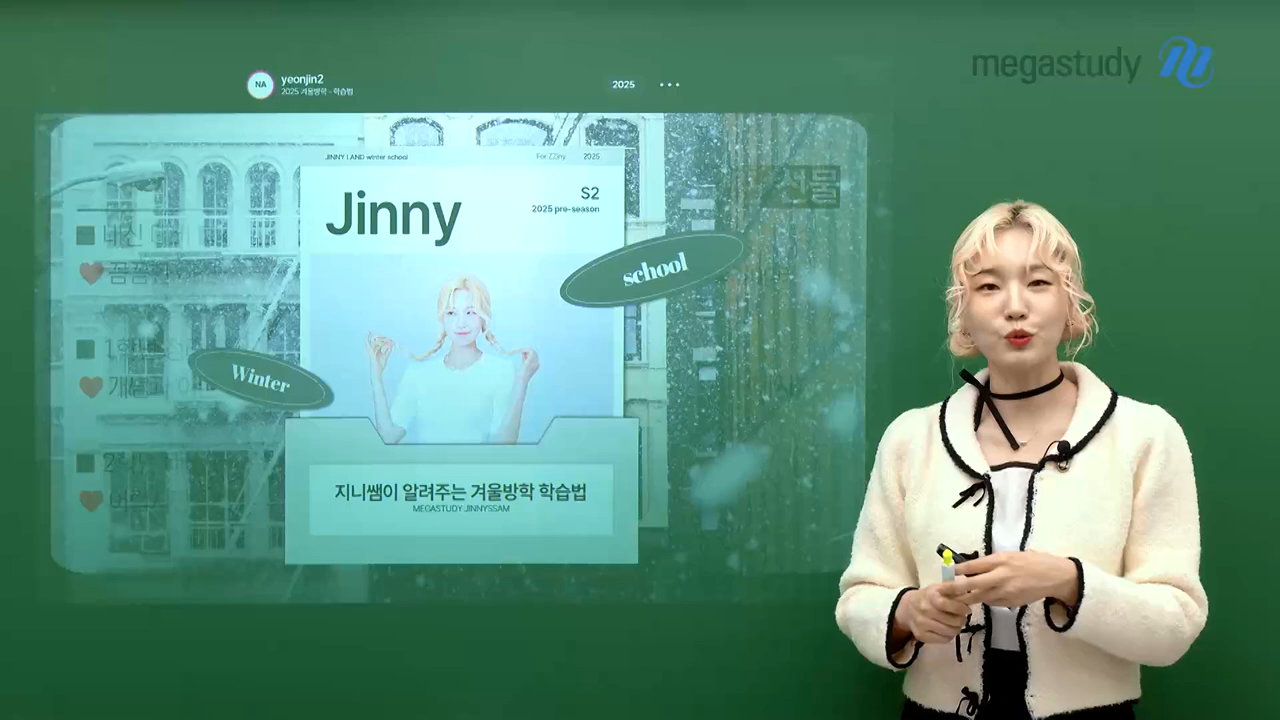 megastudy
NA
yeonjin2
2025 겨울방학 - 학습법
2025
JINNY LAND winter school
For ZZiny
2025
Jinny
S2
2025 pre-season
school
Winter
지니쌤이 알려주는 겨울방학 학습법
MEGASTUDY JINNYSSAM